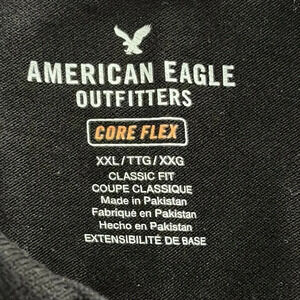 AMERICAN EAGLE
OUTFITTERS
CORE FLEX
XXL/TTG/XXG
CLASSIC FIT
COUPE CLASSIQUE
Made in Pakistan
Fabriqué en Pakistan
Hecho en Pakistan
EXTENSIBILITÉ DE BASE